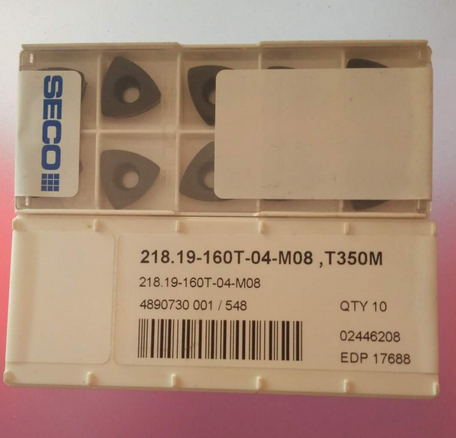 SECO
218.19-160T-04-M08 ,T350M
218.19-160T-04-M08
4890730 001 / 548
QTY 10
02446208
EDP 17688